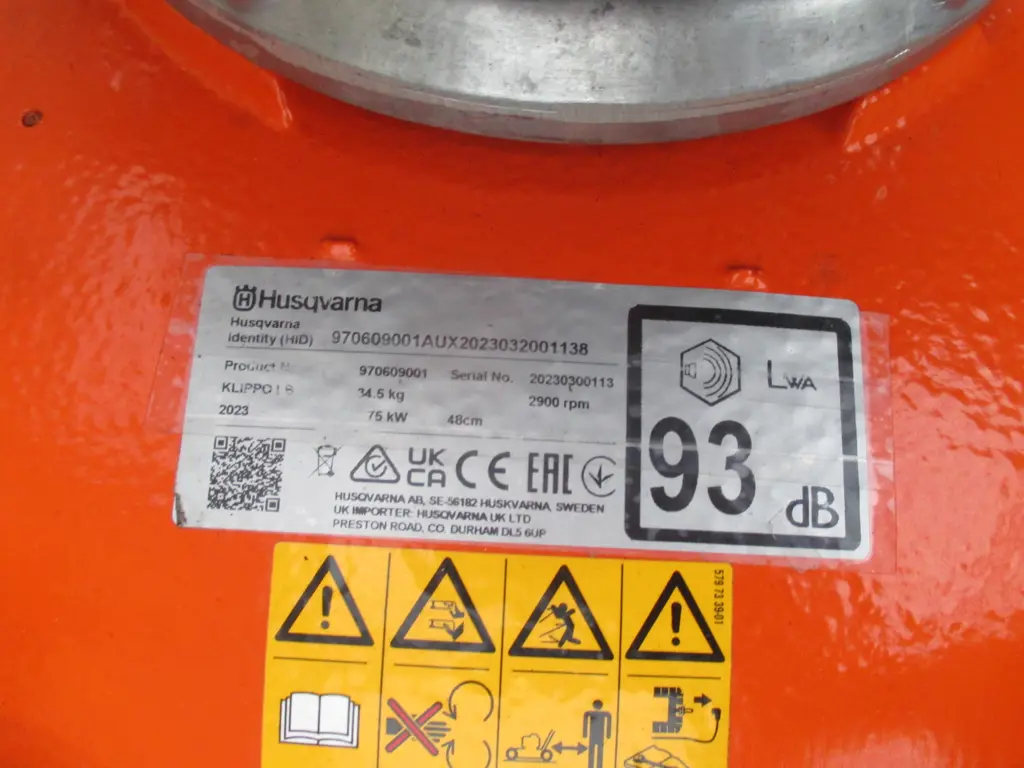 Husqvarna
Husqvarna
Identity (HID) 970609001AUX2023032001138
Product 970609001 Serial No. 20230300113
KLIPPO 34.5 kg 2900 rpm
2023 75 kW 48cm
UK
CA CE EAC
HUSQVARNA AB, SE-56182 HUSKVARNA, SWEDEN
UK IMPORTER: HUSQVARNA UK LTD
PRESTON ROAD, CO. DURHAM DL5 6UP
LWA
93
dB
579 73 39-01